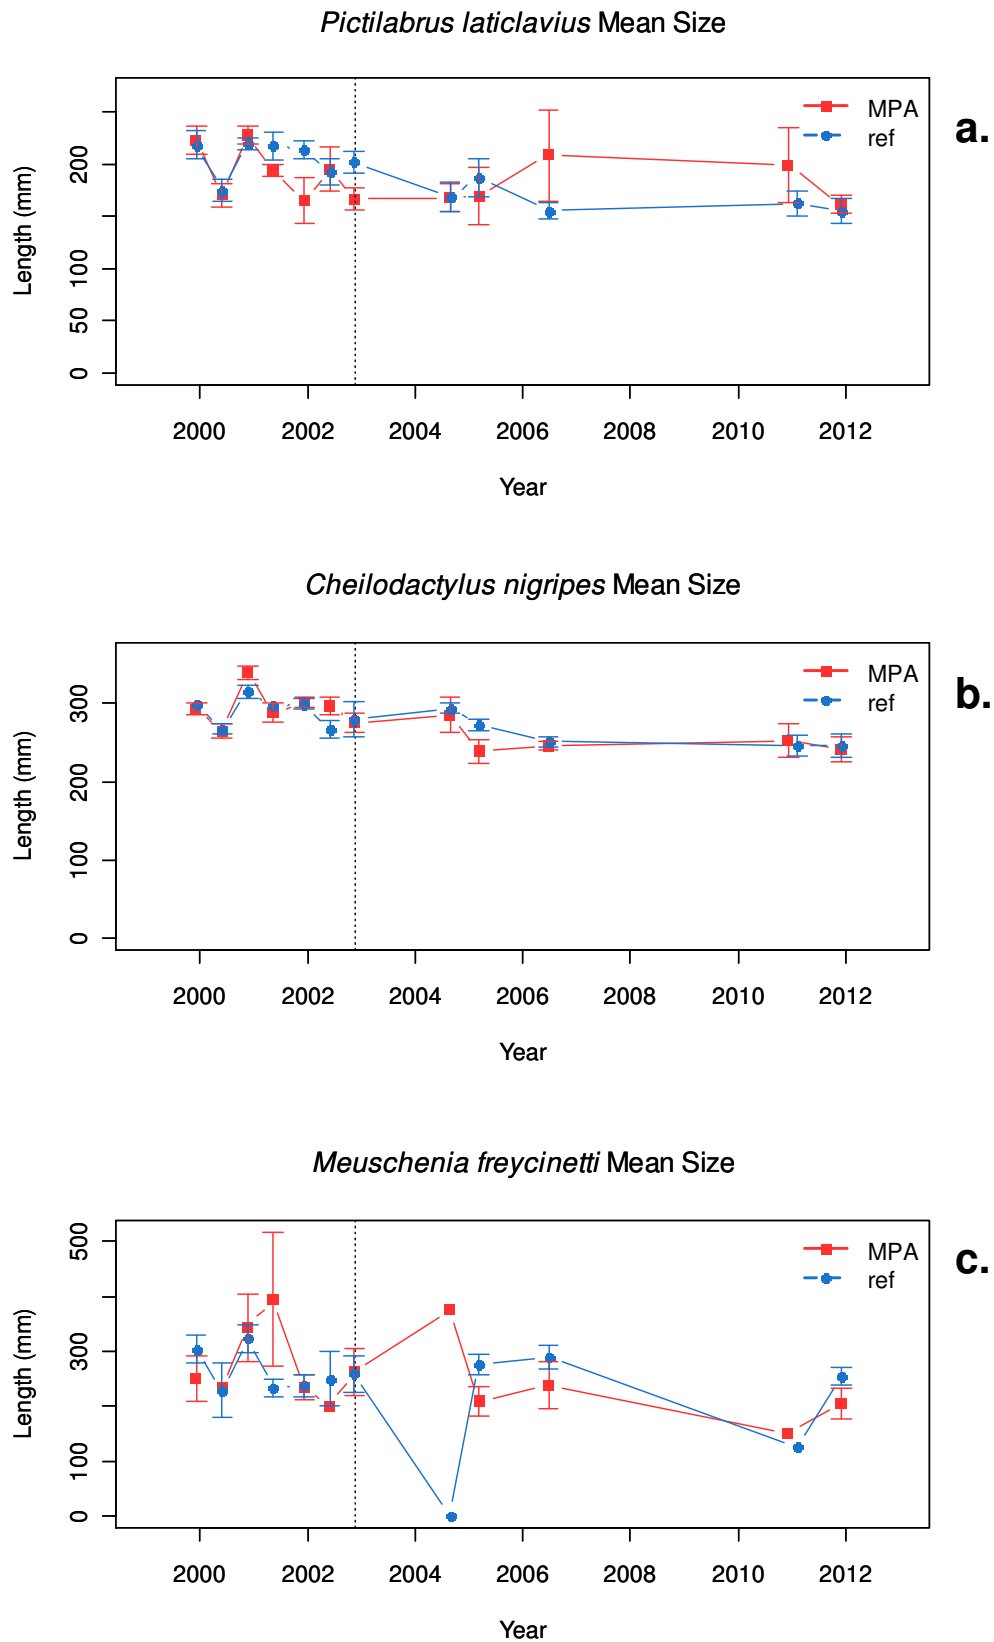 Pictilabrus laticlavius Mean Size
MPA
ref
a.
Length (mm)
200
100
50
0
2000 2002 2004 2006 2008 2010 2012
Year
Cheilodactylus nigripes Mean Size
MPA
ref
b.
Length (mm)
300
200
100
0
2000 2002 2004 2006 2008 2010 2012
Year
Meuschenia freycinetti Mean Size
MPA
ref
c.
Length (mm)
500
300
100
0
2000 2002 2004 2006 2008 2010 2012
Year